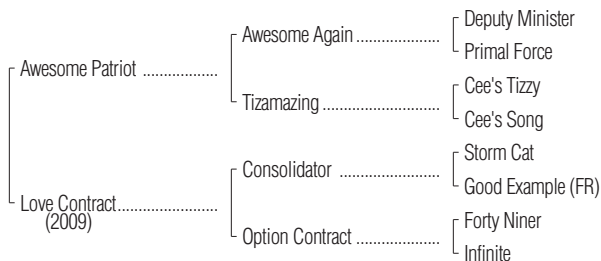 Deputy Minister
Awesome Again ....................
Primal Force
Awesome Patriot ..................
Cee's Tizzy
Tizamazing ............................
Cee's Song
Storm Cat
Consolidator ........................
Good Example (FR)
Love Contract ........................
(2009)
Forty Niner
Option Contract .....................
Infinite